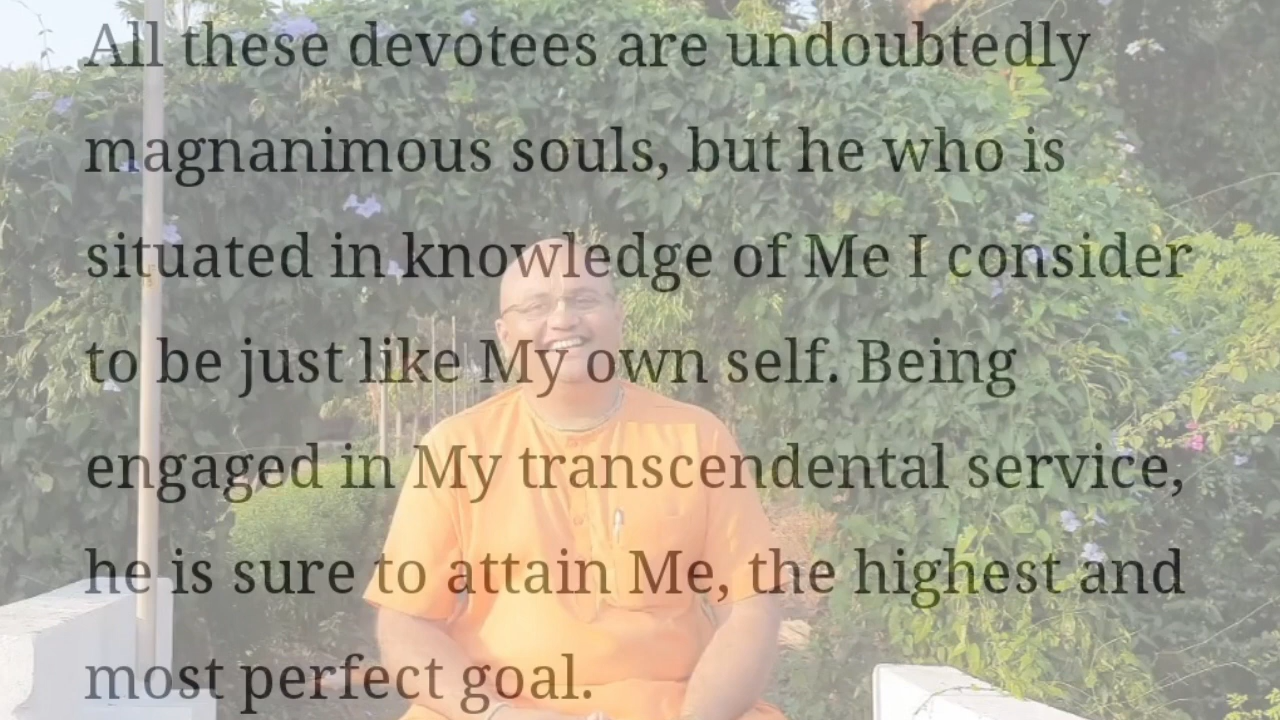 All these devotees are undoubtedly
magnanimous souls, but he who is
situated in knowledge of Me I consider
to be just like My own self. Being
engaged in My transcendental service,
he is sure to attain Me, the highest and
most perfect goal.